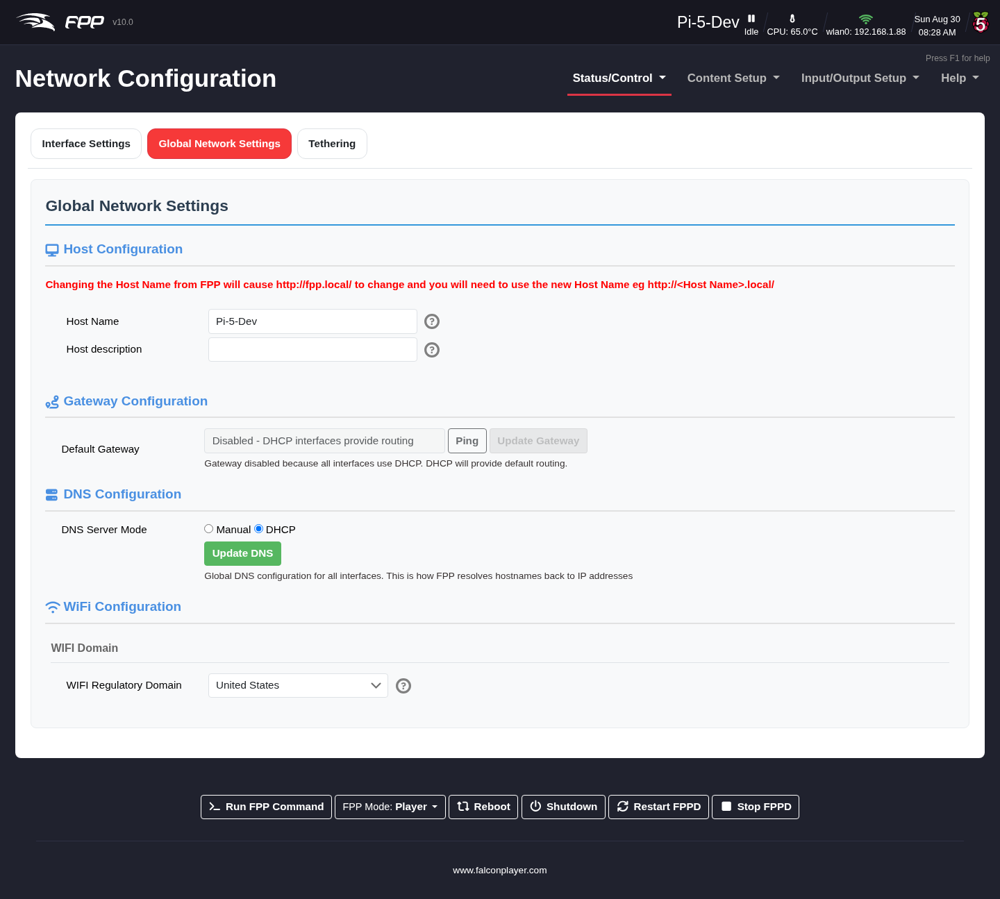 FPP v10.0
Pi-5-Dev
Idle
CPU: 65.0°C
wlan0: 192.168.1.88
Sun Aug 30
08:28 AM
5
Press F1 for help
Network Configuration
Status/Control
Content Setup
Input/Output Setup
Help
Interface Settings
Global Network Settings
Tethering
Global Network Settings
Host Configuration
Changing the Host Name from FPP will cause http://fpp.local/ to change and you will need to use the new Host Name eg http://<Host Name>.local/
Host Name
Pi-5-Dev
?
Host description
?
Gateway Configuration
Default Gateway
Disabled - DHCP interfaces provide routing
Ping
Update Gateway
Gateway disabled because all interfaces use DHCP. DHCP will provide default routing.
DNS Configuration
DNS Server Mode
Manual
DHCP
Update DNS
Global DNS configuration for all interfaces. This is how FPP resolves hostnames back to IP addresses
WiFi Configuration
WIFI Domain
WIFI Regulatory Domain
United States
?
Run FPP Command
FPP Mode: Player
Reboot
Shutdown
Restart FPPD
Stop FPPD
www.falconplayer.com